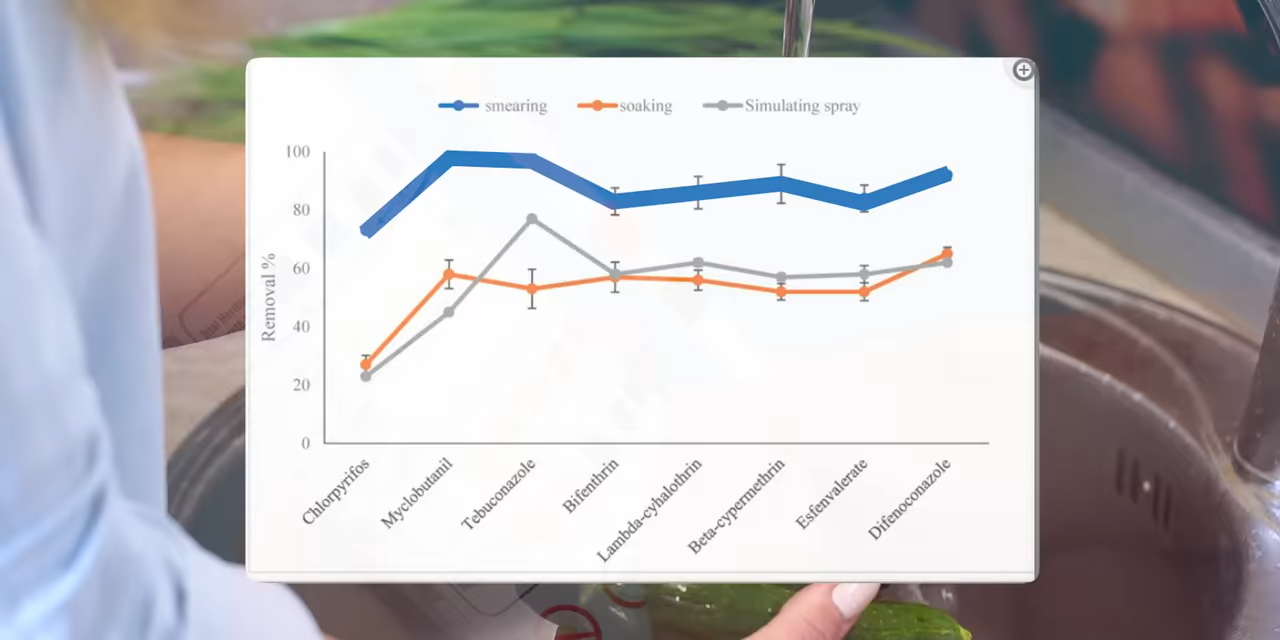 smearing soaking Simulating spray
100
80
60
40
20
0
Removal %
Chlorpyrifos
Myclobutanil
Tebuconazole
Bifenthrin
Lambda-cyhalothrin
Beta-cypermethrin
Esfenvalerate
Difenoconazole